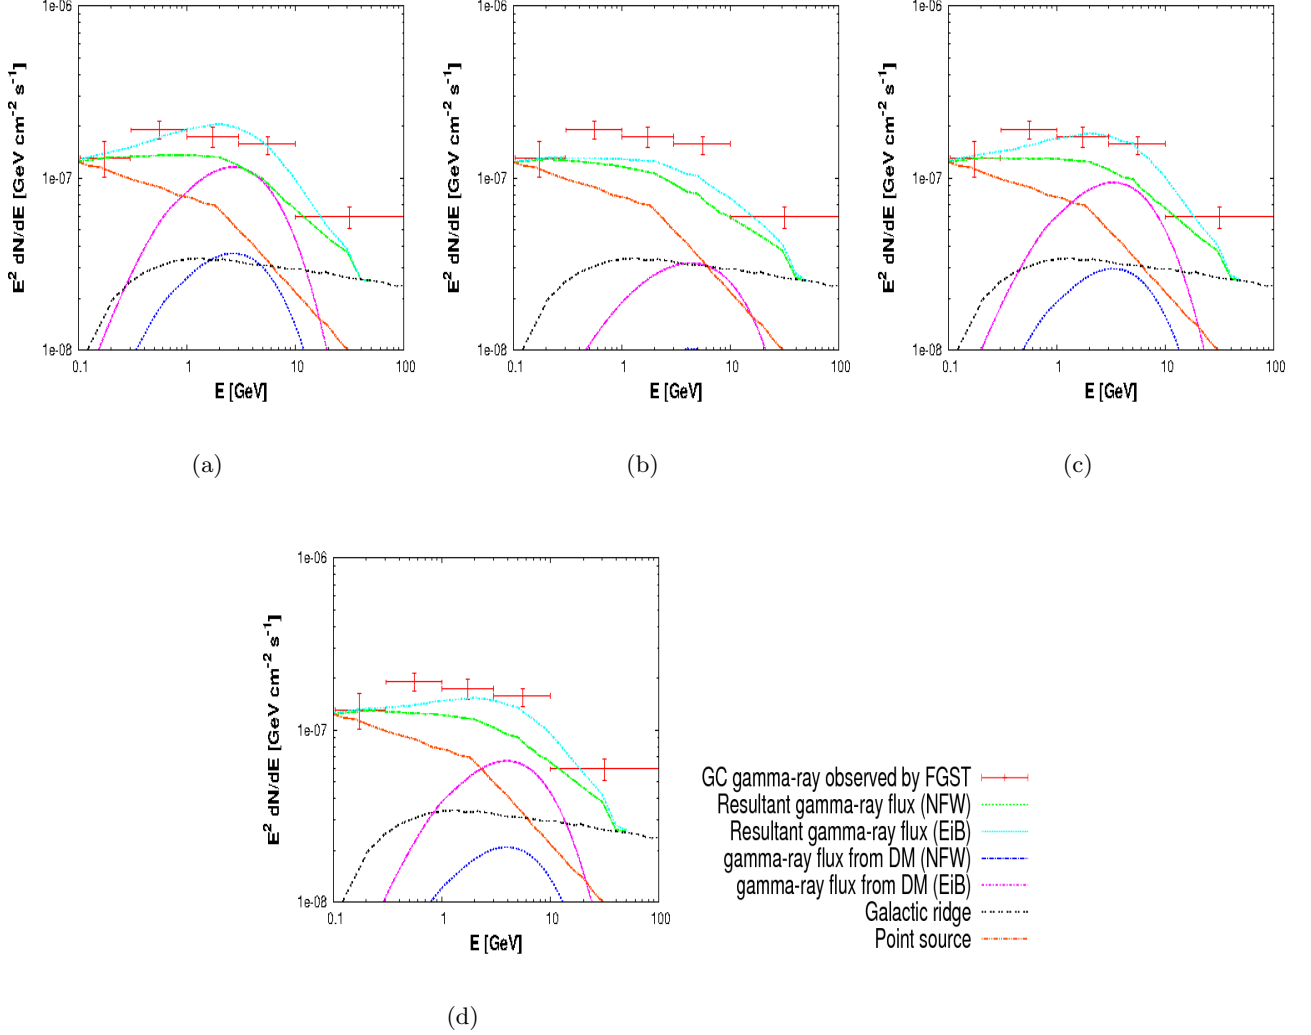 1e-06
1e-07
1e-08
0.1 1 10 100
E² dN/dE [GeV cm⁻² s⁻¹]
E [GeV]
(a)
1e-06
1e-07
1e-08
0.1 1 10 100
E² dN/dE [GeV cm⁻² s⁻¹]
E [GeV]
(b)
1e-06
1e-07
1e-08
0.1 1 10 100
E² dN/dE [GeV cm⁻² s⁻¹]
E [GeV]
(c)
1e-06
1e-07
1e-08
0.1 1 10 100
E² dN/dE [GeV cm⁻² s⁻¹]
E [GeV]
(d)
GC gamma-ray observed by FGST
Resultant gamma-ray flux (NFW)
Resultant gamma-ray flux (EiB)
gamma-ray flux from DM (NFW)
gamma-ray flux from DM (EiB)
Galactic ridge
Point source